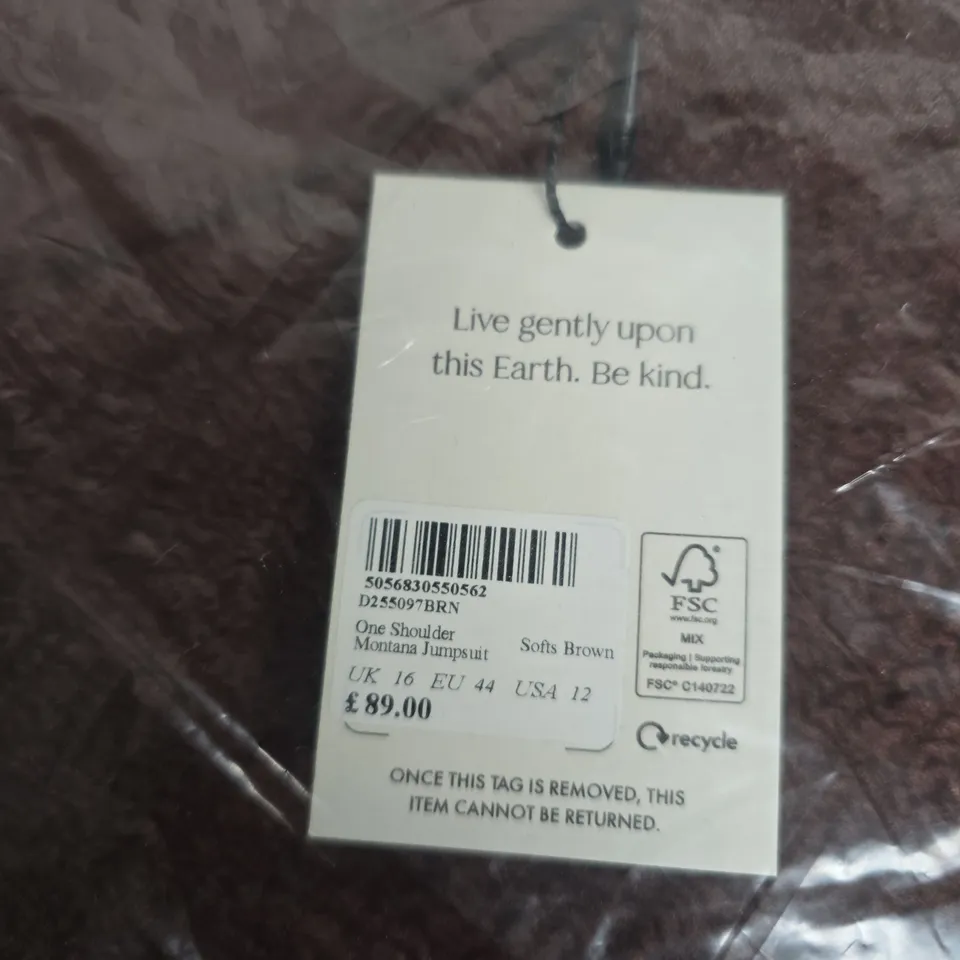 Live gently upon
this Earth. Be kind.
5056830550562
D255097BRN
One Shoulder
Montana Jumpsuit Softs Brown
UK 16 EU 44 USA 12
£ 89.00
FSC
www.fsc.org
MIX
Packaging | Supporting
responsible forestry
FSC® C140722
recycle
ONCE THIS TAG IS REMOVED, THIS
ITEM CANNOT BE RETURNED.